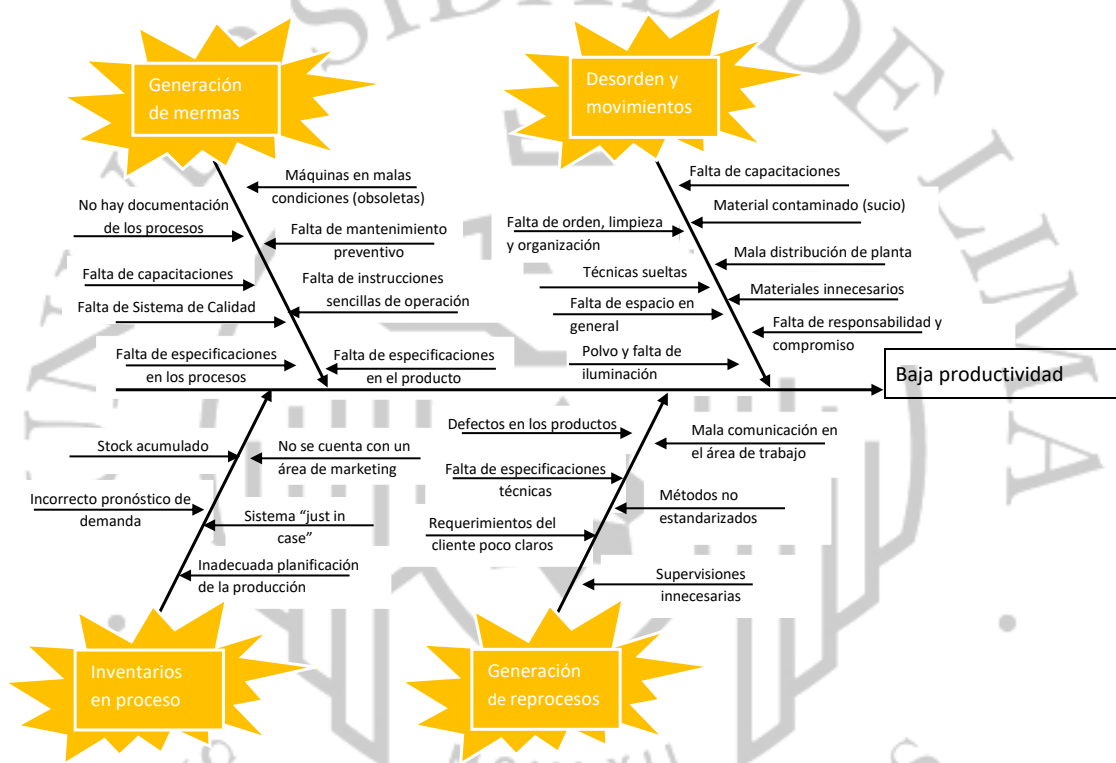 SIDAD DE LIMA
Generación
de mermas
Desorden y
movimientos
Máquinas en malas
condiciones (obsoletas)
No hay documentación
de los procesos
Falta de mantenimiento
preventivo
Falta de capacitaciones
Falta de instrucciones
sencillas de operación
Falta de Sistema de Calidad
Falta de especificaciones
en los procesos
Falta de especificaciones
en el producto
Falta de capacitaciones
Material contaminado (sucio)
Falta de orden, limpieza
y organización
Mala distribución de planta
Técnicas sueltas
Materiales innecesarios
Falta de espacio en
general
Falta de responsabilidad y
compromiso
Polvo y falta de
iluminación
Baja productividad
Stock acumulado
No se cuenta con un
área de marketing
Incorrecto pronóstico de
demanda
Sistema “just in
case”
Inadecuada planificación
de la producción
Defectos en los productos
Mala comunicación en
el área de trabajo
Falta de especificaciones
técnicas
Métodos no
estandarizados
Requerimientos del
cliente poco claros
Supervisiones
innecesarias
Inventarios
en proceso
Generación
de reprocesos